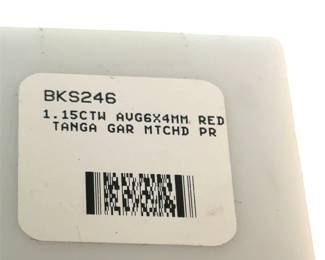 BKS246
1.15CTW AVG6X4MM RED
TANGA GAR MTCHD PR